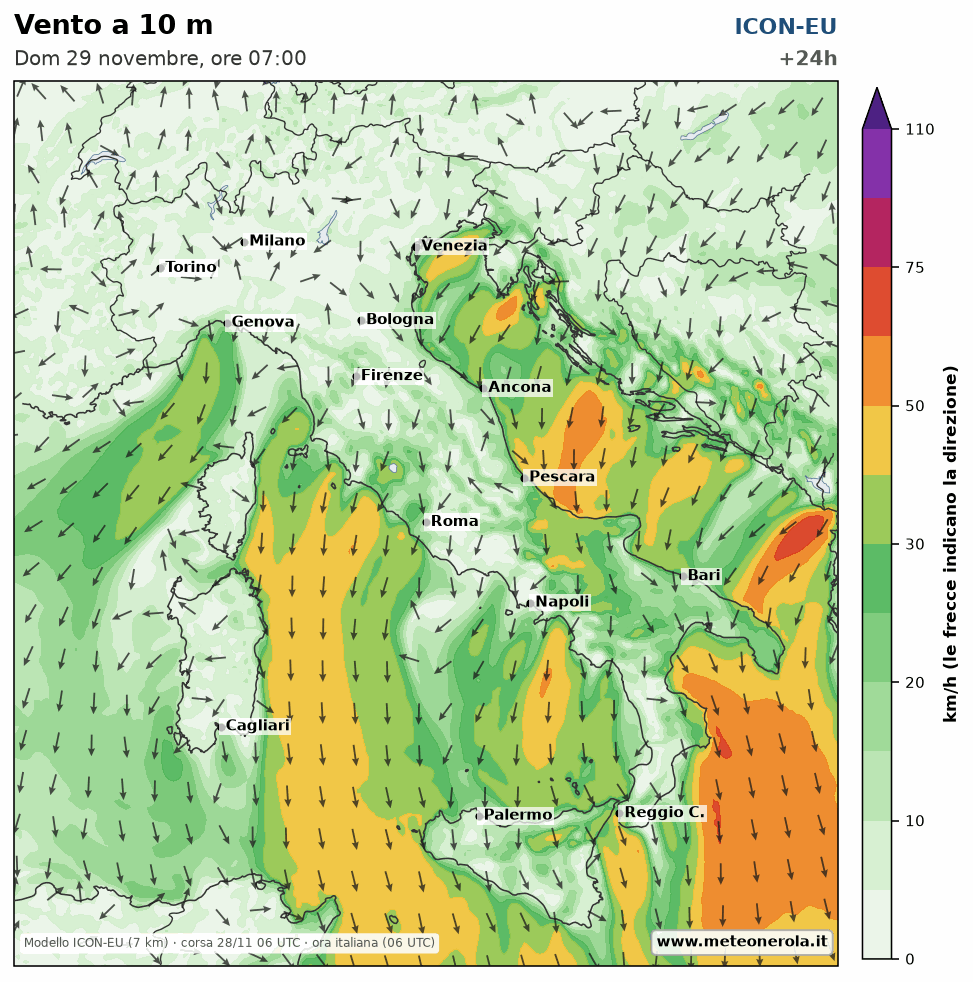 Vento a 10 m
ICON-EU
Dom 29 novembre, ore 07:00
+24h
110
75
50
30
20
10
0
km/h (le frecce indicano la direzione)
Venezia
Milano
Torino
Genova
Bologna
Firenze
Ancona
Pescara
Roma
Bari
Napoli
Cagliari
Palermo
Reggio C.
Modello ICON-EU (7 km) · corsa 28/11 06 UTC · ora italiana (06 UTC)
www.meteonerola.it